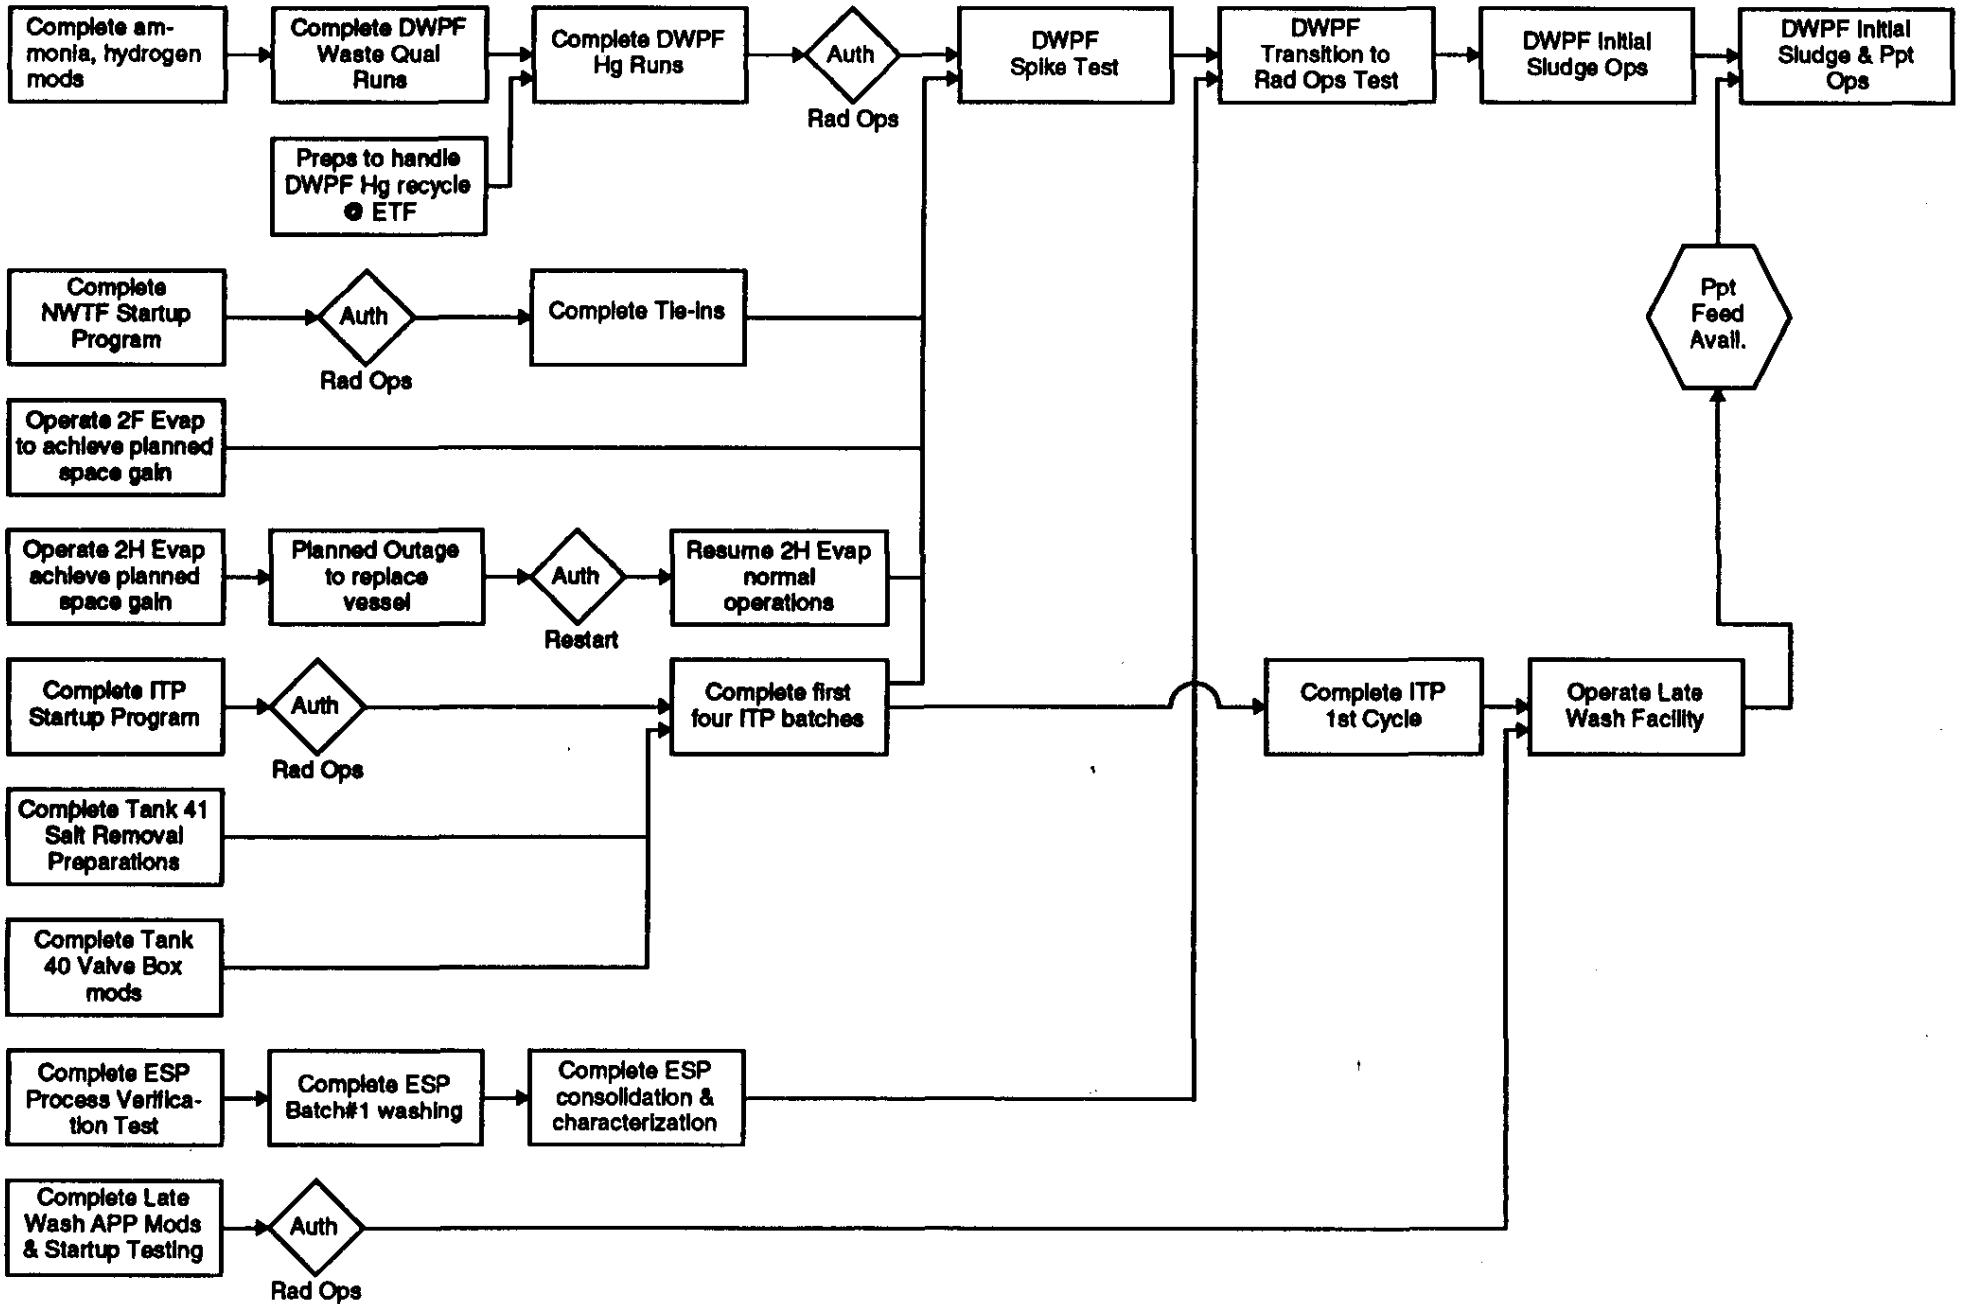 Complete am-
monia, hydrogen
mods
Complete DWPF
Waste Qual
Runs
Complete DWPF
Hg Runs
Auth
Rad Ops
DWPF
Spike Test
DWPF
Transition to
Rad Ops Test
DWPF Initial
Sludge Ops
DWPF Initial
Sludge & Ppt
Ops
Preps to handle
DWPF Hg recycle
@ ETF
Complete
NWTF Startup
Program
Auth
Rad Ops
Complete Tie-ins
Ppt
Feed
Avail.
Operate 2F Evap
to achieve planned
space gain
Operate 2H Evap
achieve planned
space gain
Planned Outage
to replace
vessel
Auth
Restart
Resume 2H Evap
normal
operations
Complete ITP
Startup Program
Auth
Rad Ops
Complete first
four ITP batches
Complete ITP
1st Cycle
Operate Late
Wash Facility
Complete Tank 41
Salt Removal
Preparations
Complete Tank
40 Valve Box
mods
Complete ESP
Process Verifica-
tion Test
Complete ESP
Batch#1 washing
Complete ESP
consolidation &
characterization
Complete Late
Wash APP Mods
& Startup Testing
Auth
Rad Ops